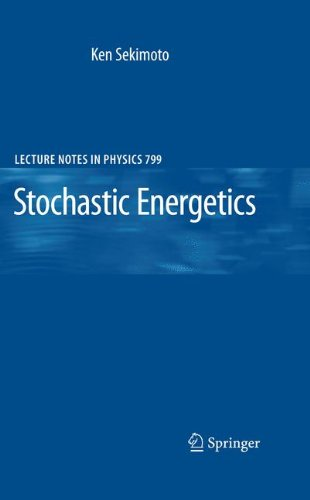 Ken Sekimoto
LECTURE NOTES IN PHYSICS 799
Stochastic Energetics
Springer